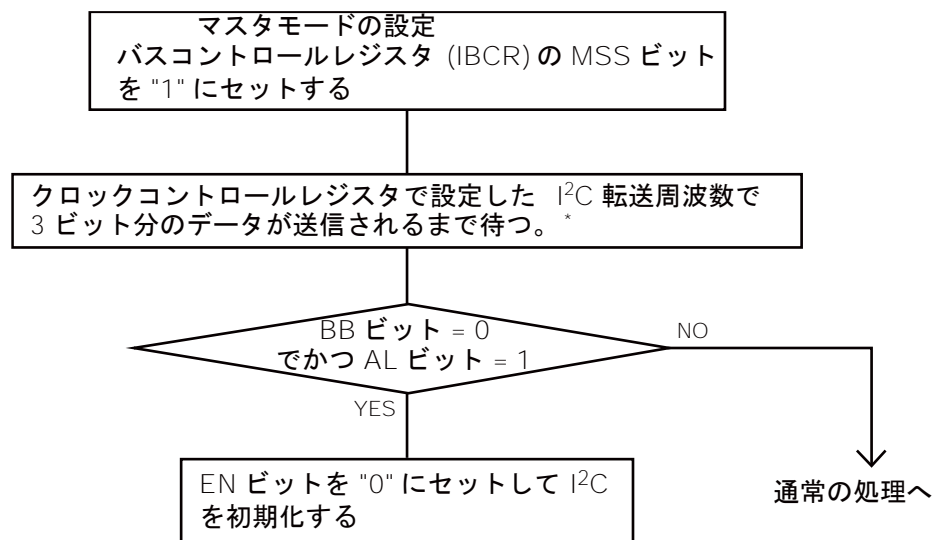 マスタモードの設定
バスコントロールレジスタ (IBCR) の MSS ビット
を "1" にセットする
クロックコントロールレジスタで設定した I²C 転送周波数で
3 ビット分のデータが送信されるまで待つ。*
BB ビット = 0
でかつ AL ビット = 1
NO
YES
EN ビットを "0" にセットして I²C
を初期化する
通常の処理へ